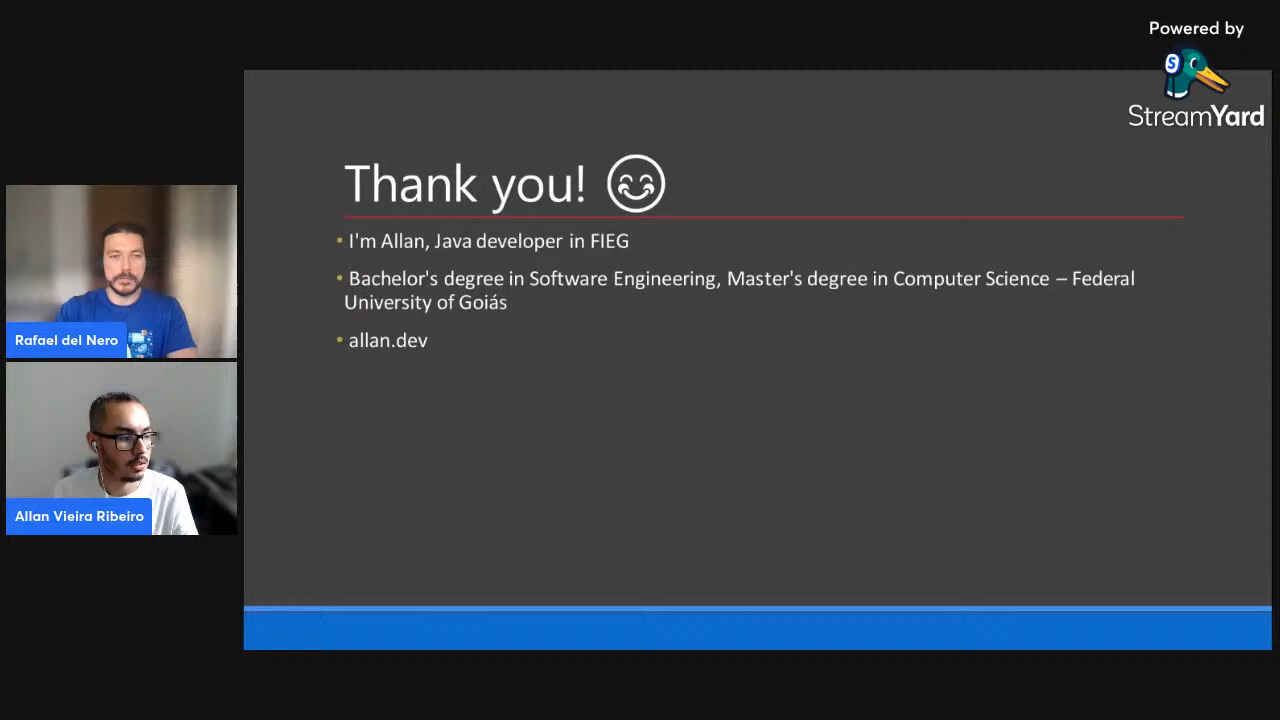 Powered by
StreamYard
Thank you!
• I'm Allan, Java developer in FIEG
• Bachelor's degree in Software Engineering, Master's degree in Computer Science – Federal
University of Goiás
• allan.dev
Rafael del Nero
Allan Vieira Ribeiro